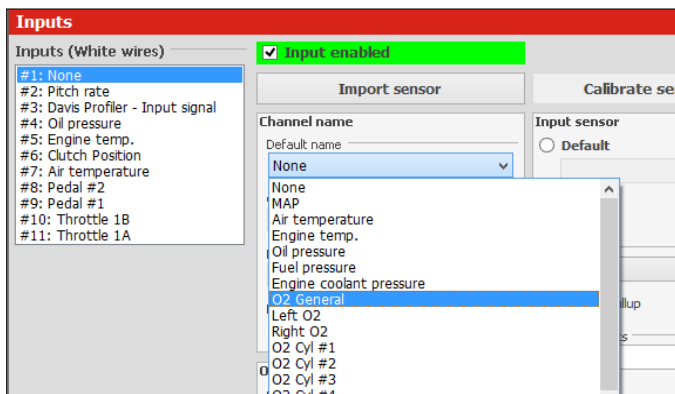 Inputs
Inputs (White wires)
#1: None
#2: Pitch rate
#3: Davis Profiler - Input signal
#4: Oil pressure
#5: Engine temp.
#6: Clutch Position
#7: Air temperature
#8: Pedal #2
#9: Pedal #1
#10: Throttle 1B
#11: Throttle 1A
Input enabled
Import sensor
Calibrate se
Channel name
Default name
None
None
MAP
Air temperature
Engine temp.
Oil pressure
Fuel pressure
Engine coolant pressure
O2 General
Left O2
Right O2
O2 Cyl #1
O2 Cyl #2
O2 Cyl #3
O2 Cyl #4
Input sensor
Default
llup
s
O